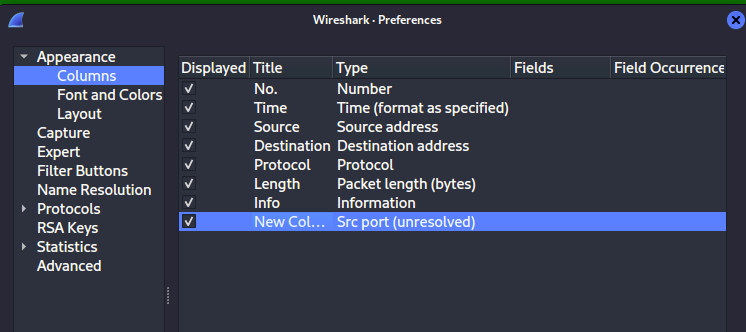 Wireshark · Preferences
Appearance
Columns
Font and Colors
Layout
Capture
Expert
Filter Buttons
Name Resolution
Protocols
RSA Keys
Statistics
Advanced
Displayed Title Type Fields Field Occurrence
No. Number
Time Time (format as specified)
Source Source address
Destination Destination address
Protocol Protocol
Length Packet length (bytes)
Info Information
New Col... Src port (unresolved)